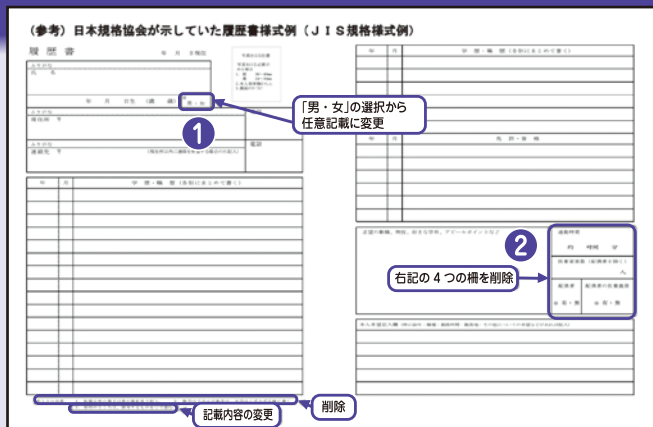 (参考)日本規格協会が示していた履歴書様式例(JIS規格様式例)
履歴書
年 月 日現在
ふりがな
氏 名
年 月 日生 (満 歳)
男・女
「男・女」の選択から
任意記載に変更
1
ふりがな
現住所 〒
電話
ふりがな
連絡先 〒
電話
年 月 学歴・職歴(各別にまとめて書く)
削除
記載内容の変更
年 月 学歴・職歴(各別にまとめて書く)
年 月 免許・資格
志望の動機、特技、好きな学科、アピールポイントなど
2
右記の4つの柵を削除
通勤時間
約 時間 分
扶養家族数(配偶者を除く)
人
配偶者
有・無
配偶者の扶養義務
有・無